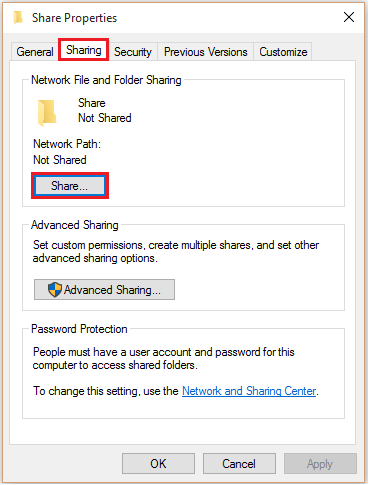 Share Properties
General Sharing Security Previous Versions Customize
Network File and Folder Sharing
Share
Not Shared
Network Path:
Not Shared
Share...
Advanced Sharing
Set custom permissions, create multiple shares, and set other
advanced sharing options.
Advanced Sharing...
Password Protection
People must have a user account and password for this
computer to access shared folders.
To change this setting, use the Network and Sharing Center.
OK Cancel Apply